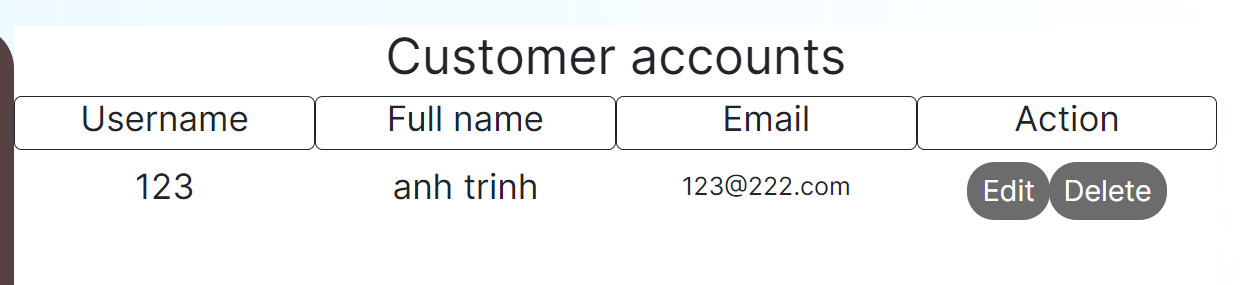 Customer accounts
Username Full name Email Action
123 anh trinh 123@222.com Edit Delete